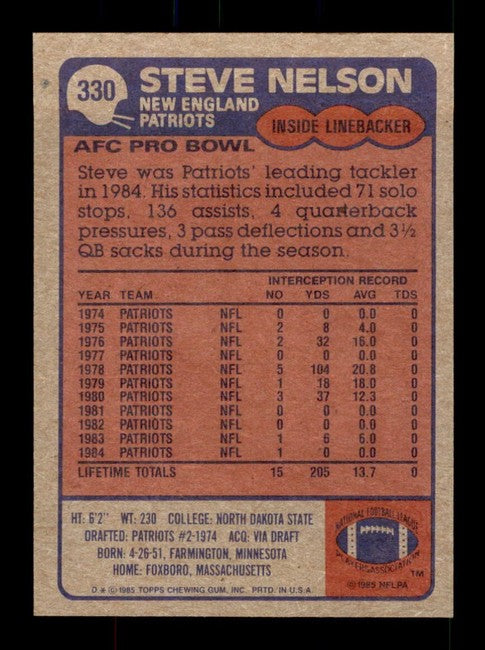 330
STEVE NELSON
NEW ENGLAND
PATRIOTS
INSIDE LINEBACKER
AFC PRO BOWL
Steve was Patriots' leading tackler
in 1984. His statistics included 71 solo
stops, 136 assists, 4 quarterback
pressures, 3 pass deflections and 3½
QB sacks during the season.
INTERCEPTION RECORD
YEAR TEAM NO YDS AVG TDS
1974 PATRIOTS NFL 0 0 0.0 0
1975 PATRIOTS NFL 2 8 4.0 0
1976 PATRIOTS NFL 2 32 16.0 0
1977 PATRIOTS NFL 0 0 0.0 0
1978 PATRIOTS NFL 5 104 20.8 0
1979 PATRIOTS NFL 1 18 18.0 0
1980 PATRIOTS NFL 3 37 12.3 0
1981 PATRIOTS NFL 0 0 0.0 0
1982 PATRIOTS NFL 0 0 0.0 0
1983 PATRIOTS NFL 1 6 6.0 0
1984 PATRIOTS NFL 0 0 0.0 0
LIFETIME TOTALS 15 205 13.7 0
HT: 6'2" WT: 230 COLLEGE: NORTH DAKOTA STATE
DRAFTED: PATRIOTS #2-1974 ACQ: VIA DRAFT
BORN: 4-26-51, FARMINGTON, MINNESOTA
HOME: FOXBORO, MASSACHUSETTS
D * © 1985 TOPPS CHEWING GUM, INC. PRTD. IN U.S.A.
NATIONAL FOOTBALL LEAGUE
PLAYERS ASSOCIATION
TM
© 1985 NFLPA